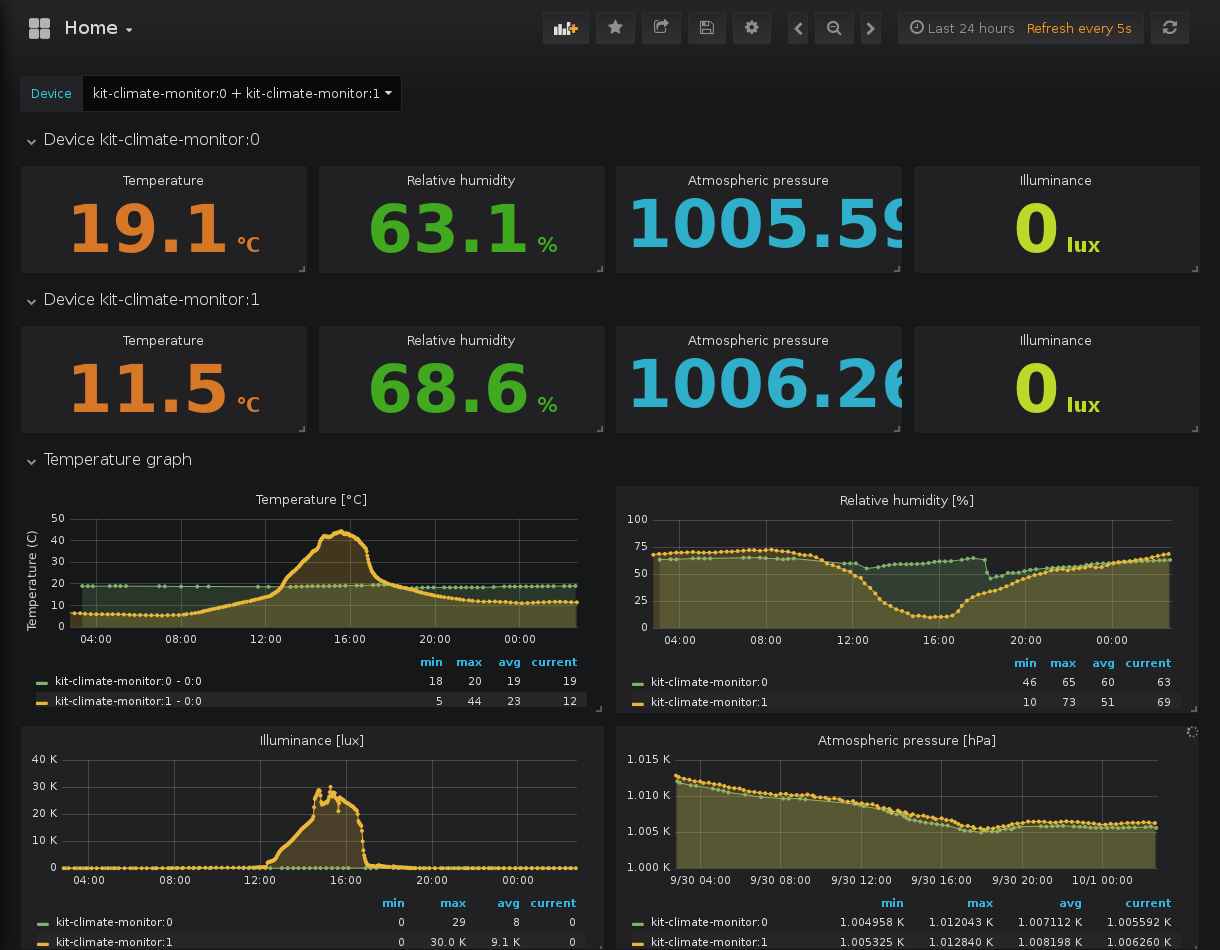 Home
Last 24 hours Refresh every 5s
Device kit-climate-monitor:0 + kit-climate-monitor:1
Device kit-climate-monitor:0
Temperature Relative humidity Atmospheric pressure Illuminance
19.1 °C 63.1 % 1005.59 0 lux
Device kit-climate-monitor:1
Temperature Relative humidity Atmospheric pressure Illuminance
11.5 °C 68.6 % 1006.26 0 lux
Temperature graph
Temperature [°C]
Temperature (C)
50
40
30
20
10
0
04:00 08:00 12:00 16:00 20:00 00:00
min max avg current
kit-climate-monitor:0 - 0:0 18 20 19 19
kit-climate-monitor:1 - 0:0 5 44 23 12
Relative humidity [%]
100
75
50
25
0
04:00 08:00 12:00 16:00 20:00 00:00
min max avg current
kit-climate-monitor:0 46 65 60 63
kit-climate-monitor:1 10 73 51 69
Illuminance [lux]
40 K
30 K
20 K
10 K
0
04:00 08:00 12:00 16:00 20:00 00:00
min max avg current
kit-climate-monitor:0 0 29 8 0
kit-climate-monitor:1 0 30.0 K 9.1 K 0
Atmospheric pressure [hPa]
1.015 K
1.010 K
1.005 K
1.000 K
9/30 04:00 9/30 08:00 9/30 12:00 9/30 16:00 9/30 20:00 10/1 00:00
min max avg current
kit-climate-monitor:0 1.004958 K 1.012043 K 1.007112 K 1.005592 K
kit-climate-monitor:1 1.005325 K 1.012840 K 1.008198 K 1.006260 K